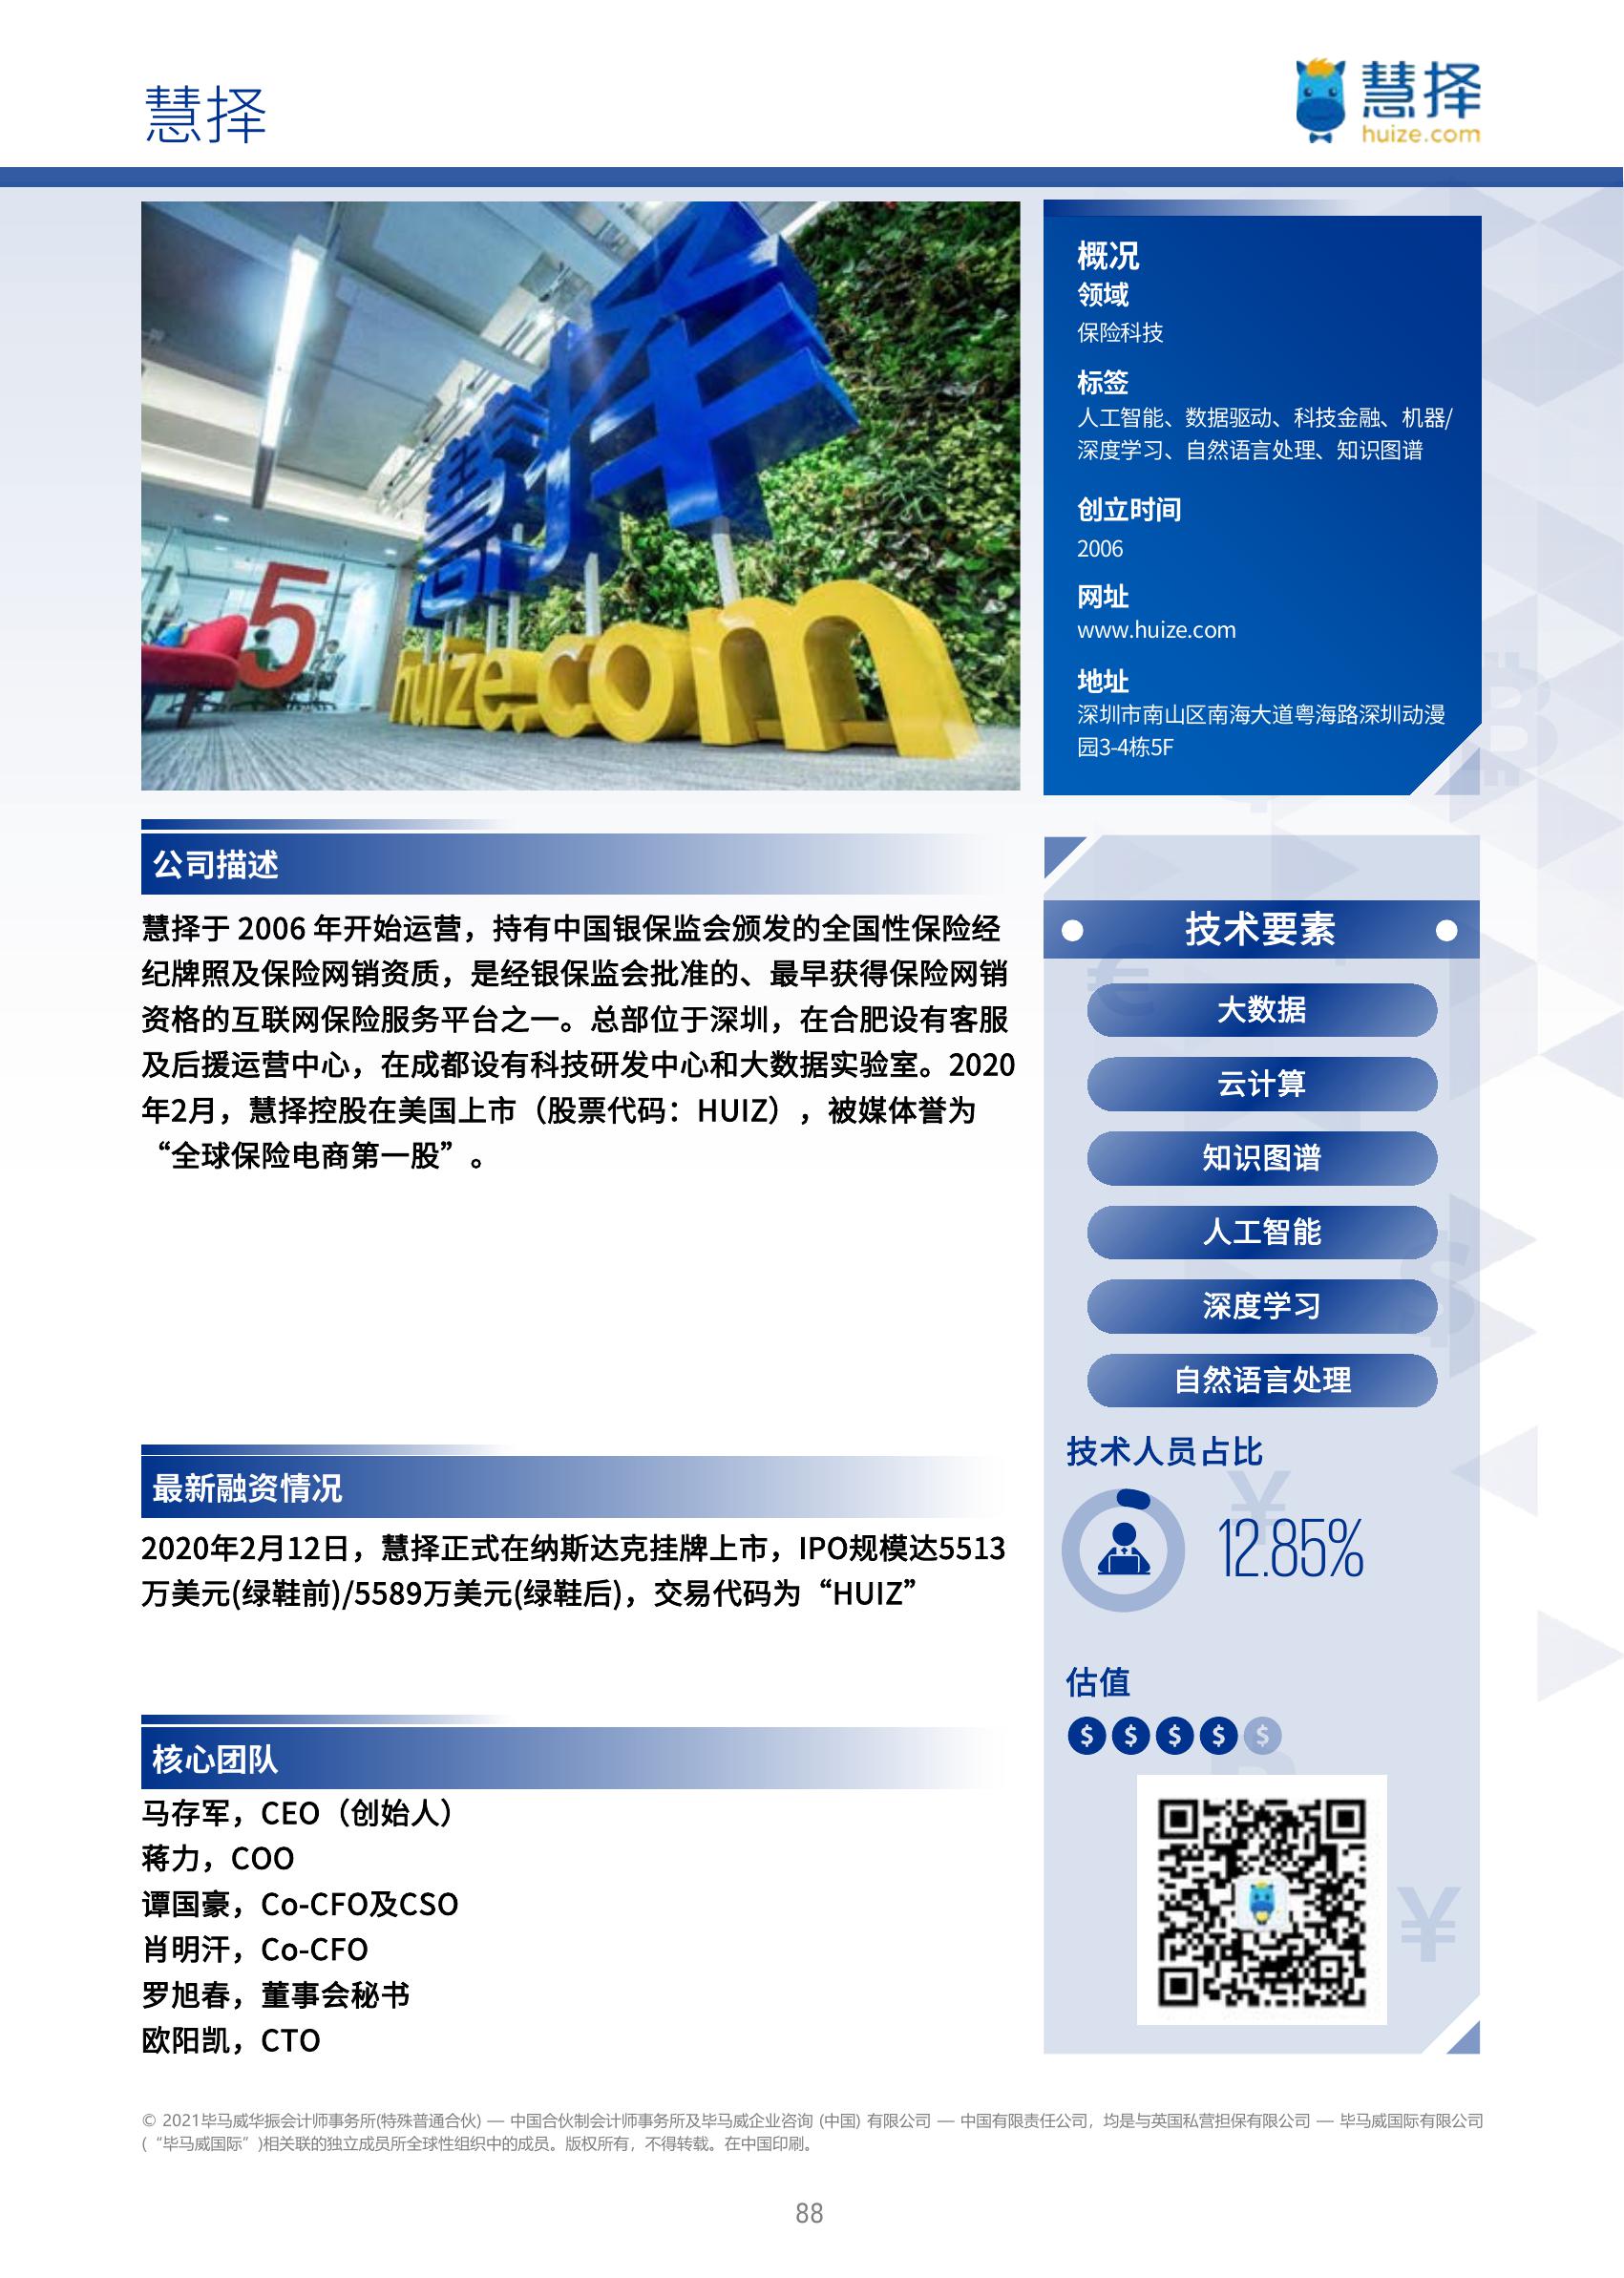 慧择
慧择
huize.com
慧择
huize.com
5
概况
领域
保险科技
标签
人工智能、数据驱动、科技金融、机器/
深度学习、自然语言处理、知识图谱
创立时间
2006
网址
www.huize.com
地址
深圳市南山区南海大道粤海路深圳动漫
园3-4栋5F
公司描述
慧择于 2006 年开始运营，持有中国银保监会颁发的全国性保险经
纪牌照及保险网销资质，是经银保监会批准的、最早获得保险网销
资格的互联网保险服务平台之一。总部位于深圳，在合肥设有客服
及后援运营中心，在成都设有科技研发中心和大数据实验室。2020
年2月，慧择控股在美国上市（股票代码：HUIZ），被媒体誉为
“全球保险电商第一股”。
最新融资情况
2020年2月12日，慧择正式在纳斯达克挂牌上市，IPO规模达5513
万美元(绿鞋前)/5589万美元(绿鞋后)，交易代码为“HUIZ”
核心团队
马存军，CEO（创始人）
蒋力，COO
谭国豪，Co-CFO及CSO
肖明汗，Co-CFO
罗旭春，董事会秘书
欧阳凯，CTO
技术要素
大数据
云计算
知识图谱
人工智能
深度学习
自然语言处理
技术人员占比
12.85%
估值
$ $ $ $ $
© 2021毕马威华振会计师事务所(特殊普通合伙) — 中国合伙制会计师事务所及毕马威企业咨询 (中国) 有限公司 — 中国有限责任公司，均是与英国私营担保有限公司 — 毕马威国际有限公司
(“毕马威国际”)相关联的独立成员所全球性组织中的成员。版权所有，不得转载。在中国印刷。
88